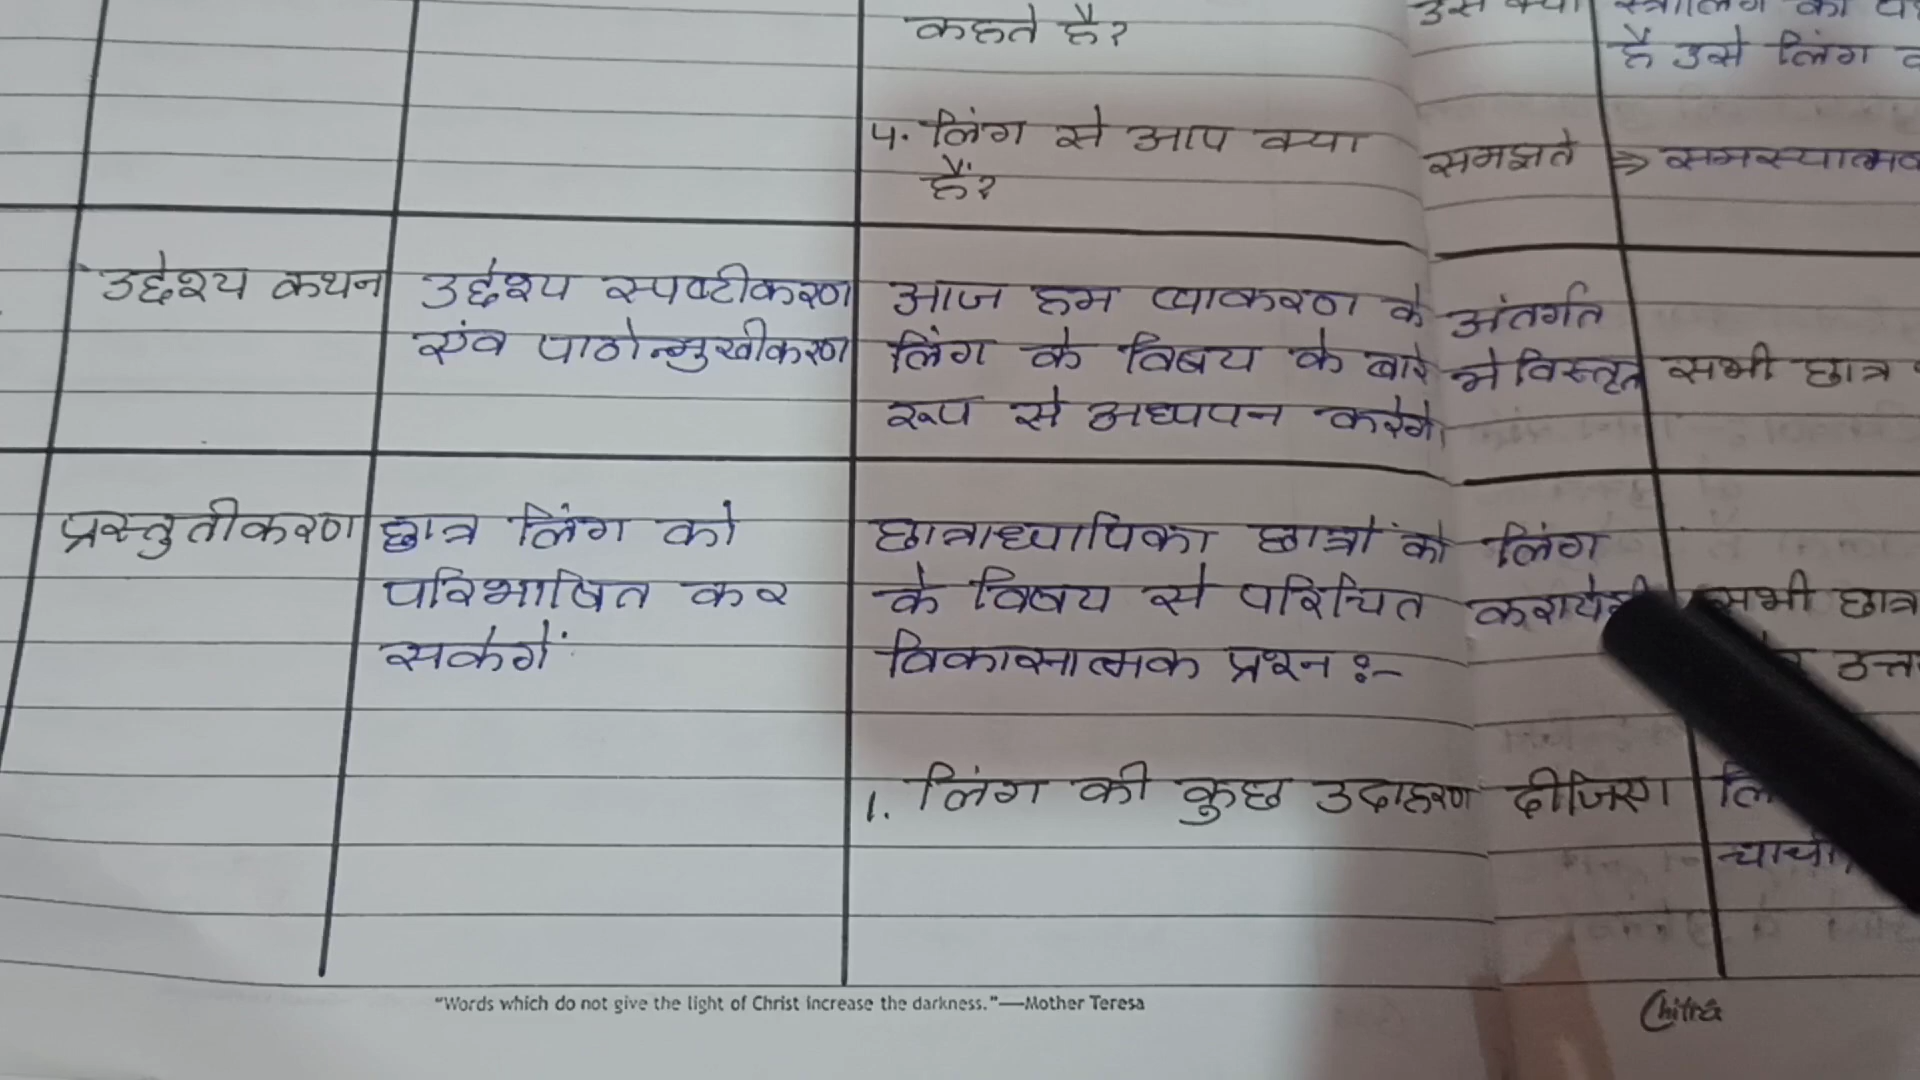 कहते है?
है उसे लिंग
4. लिंग से आप क्या समझते
हैं?
⇒ समस्यात्मक
उद्देश्य कथन
उद्देश्य स्पष्टीकरण
एंव पाठोन्मुखीकरण
आज हम व्याकरण के अंतर्गत
लिंग के विषय के बारे मे विस्तृत
रूप से अध्ययन करेगे।
सभी छात्र
प्रस्तुतीकरण
छात्र लिंग को
परिभाषित कर
सकेगें
छात्राध्यापिका छात्रों को लिंग
के विषय से परिचित करायेगी
विकासात्मक प्रश्न :-
सभी छात्र
1. लिंग की कुछ उदाहरण दीजिए
"Words which do not give the light of Christ increase the darkness."—Mother Teresa
Chitra